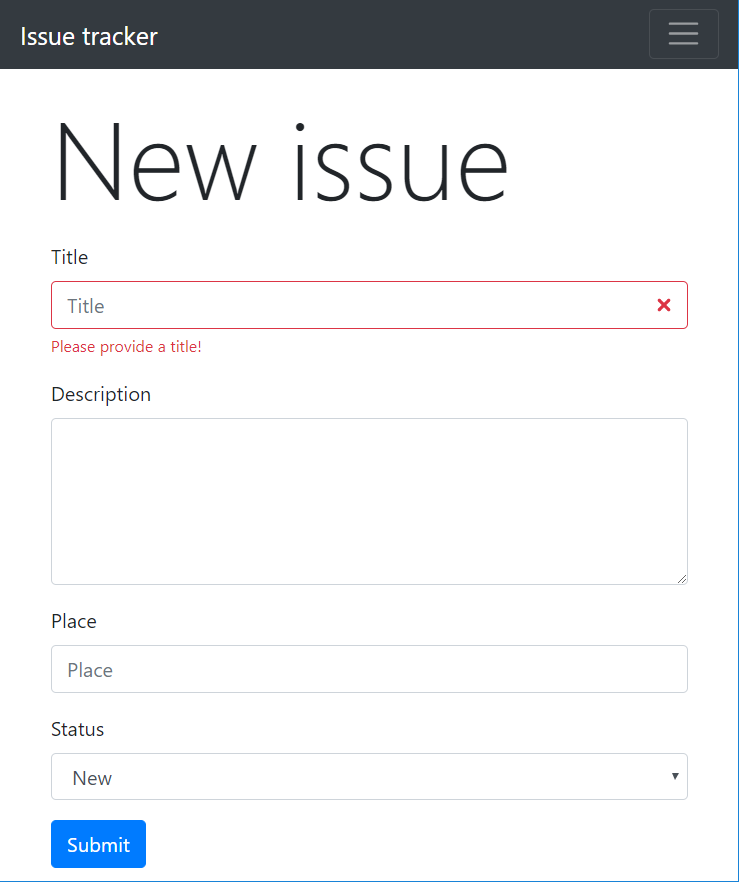 Issue tracker
New issue
Title
Title
Please provide a title!
Description
Place
Place
Status
New
Submit